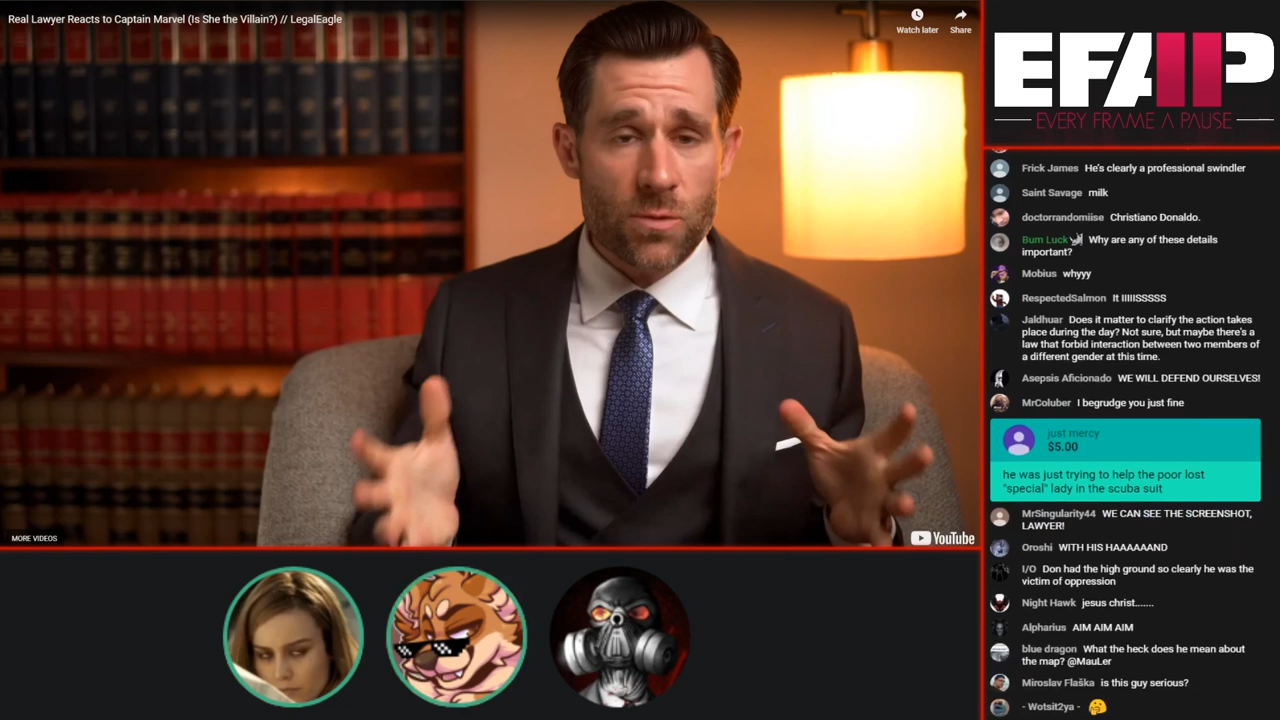 Real Lawyer Reacts to Captain Marvel (Is She the Villain?) // LegalEagle
Watch later
Share
MORE VIDEOS
YouTube
EFAP
EVERY FRAME A PAUSE
Frick James He's clearly a professional swindler
Saint Savage milk
doctorrandomiise Christiano Donaldo.
Bum Luck Why are any of these details
important?
Mobius whyyy
RespectedSalmon It IIIIISSSSS
Jaldhuar Does it matter to clarify the action takes
place during the day? Not sure, but maybe there's a
law that forbid interaction between two members of
a different gender at this time.
Asepsis Aficionado WE WILL DEFEND OURSELVES!
MrColuber I begrudge you just fine
just mercy
$5.00
he was just trying to help the poor lost
"special" lady in the scuba suit
MrSingularity44 WE CAN SEE THE SCREENSHOT,
LAWYER!
Oroshi WITH HIS HAAAAAAND
I/O Don had the high ground so clearly he was the
victim of oppression
Night Hawk jesus christ.......
Alpharius AIM AIM AIM
blue dragon What the heck does he mean about
the map? @MauLer
Miroslav Flaška is this guy serious?
- Wotsit2ya - 🤔